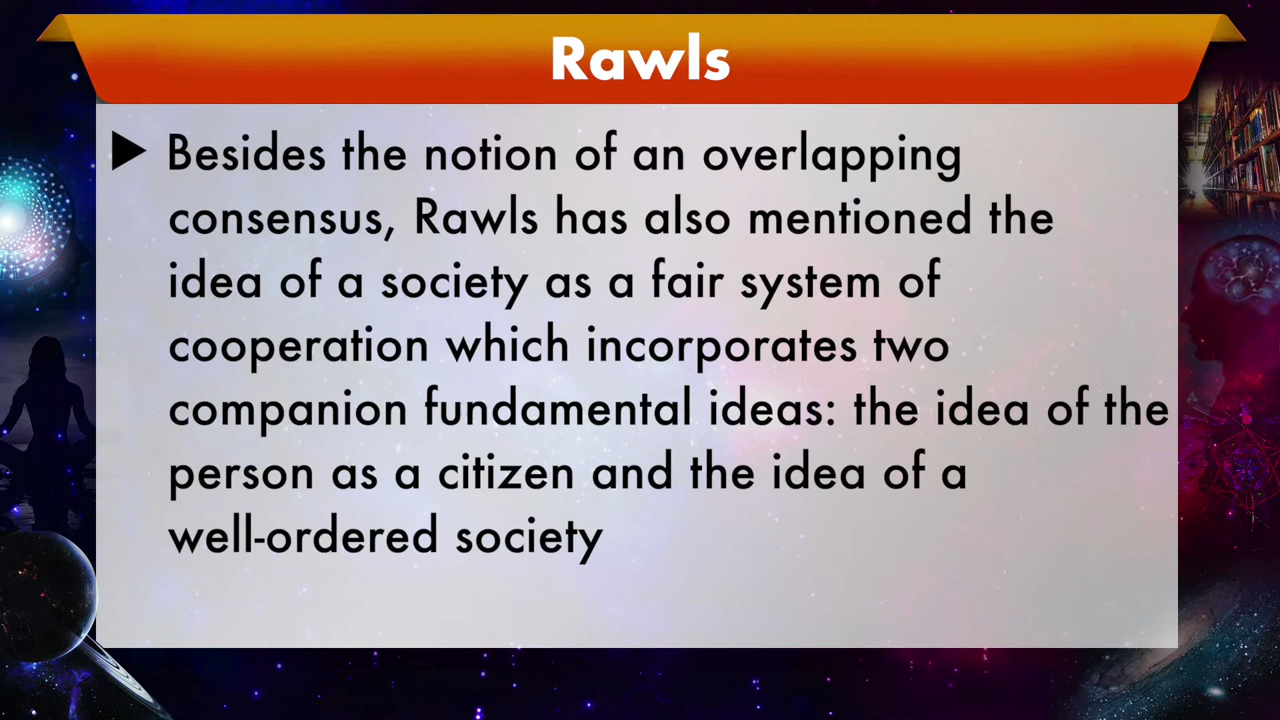 Rawls
▶ Besides the notion of an overlapping
consensus, Rawls has also mentioned the
idea of a society as a fair system of
cooperation which incorporates two
companion fundamental ideas: the idea of the
person as a citizen and the idea of a
well-ordered society